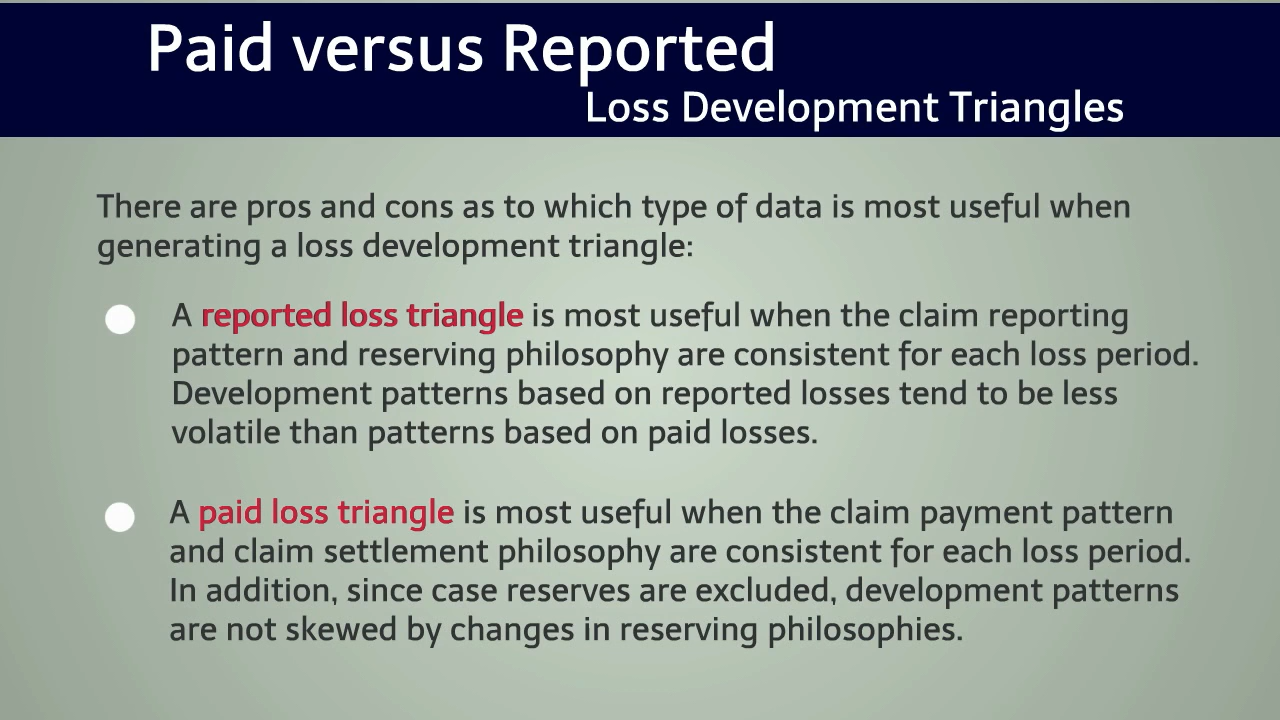 Paid versus Reported
Loss Development Triangles
There are pros and cons as to which type of data is most useful when
generating a loss development triangle:
A reported loss triangle is most useful when the claim reporting
pattern and reserving philosophy are consistent for each loss period.
Development patterns based on reported losses tend to be less
volatile than patterns based on paid losses.
A paid loss triangle is most useful when the claim payment pattern
and claim settlement philosophy are consistent for each loss period.
In addition, since case reserves are excluded, development patterns
are not skewed by changes in reserving philosophies.